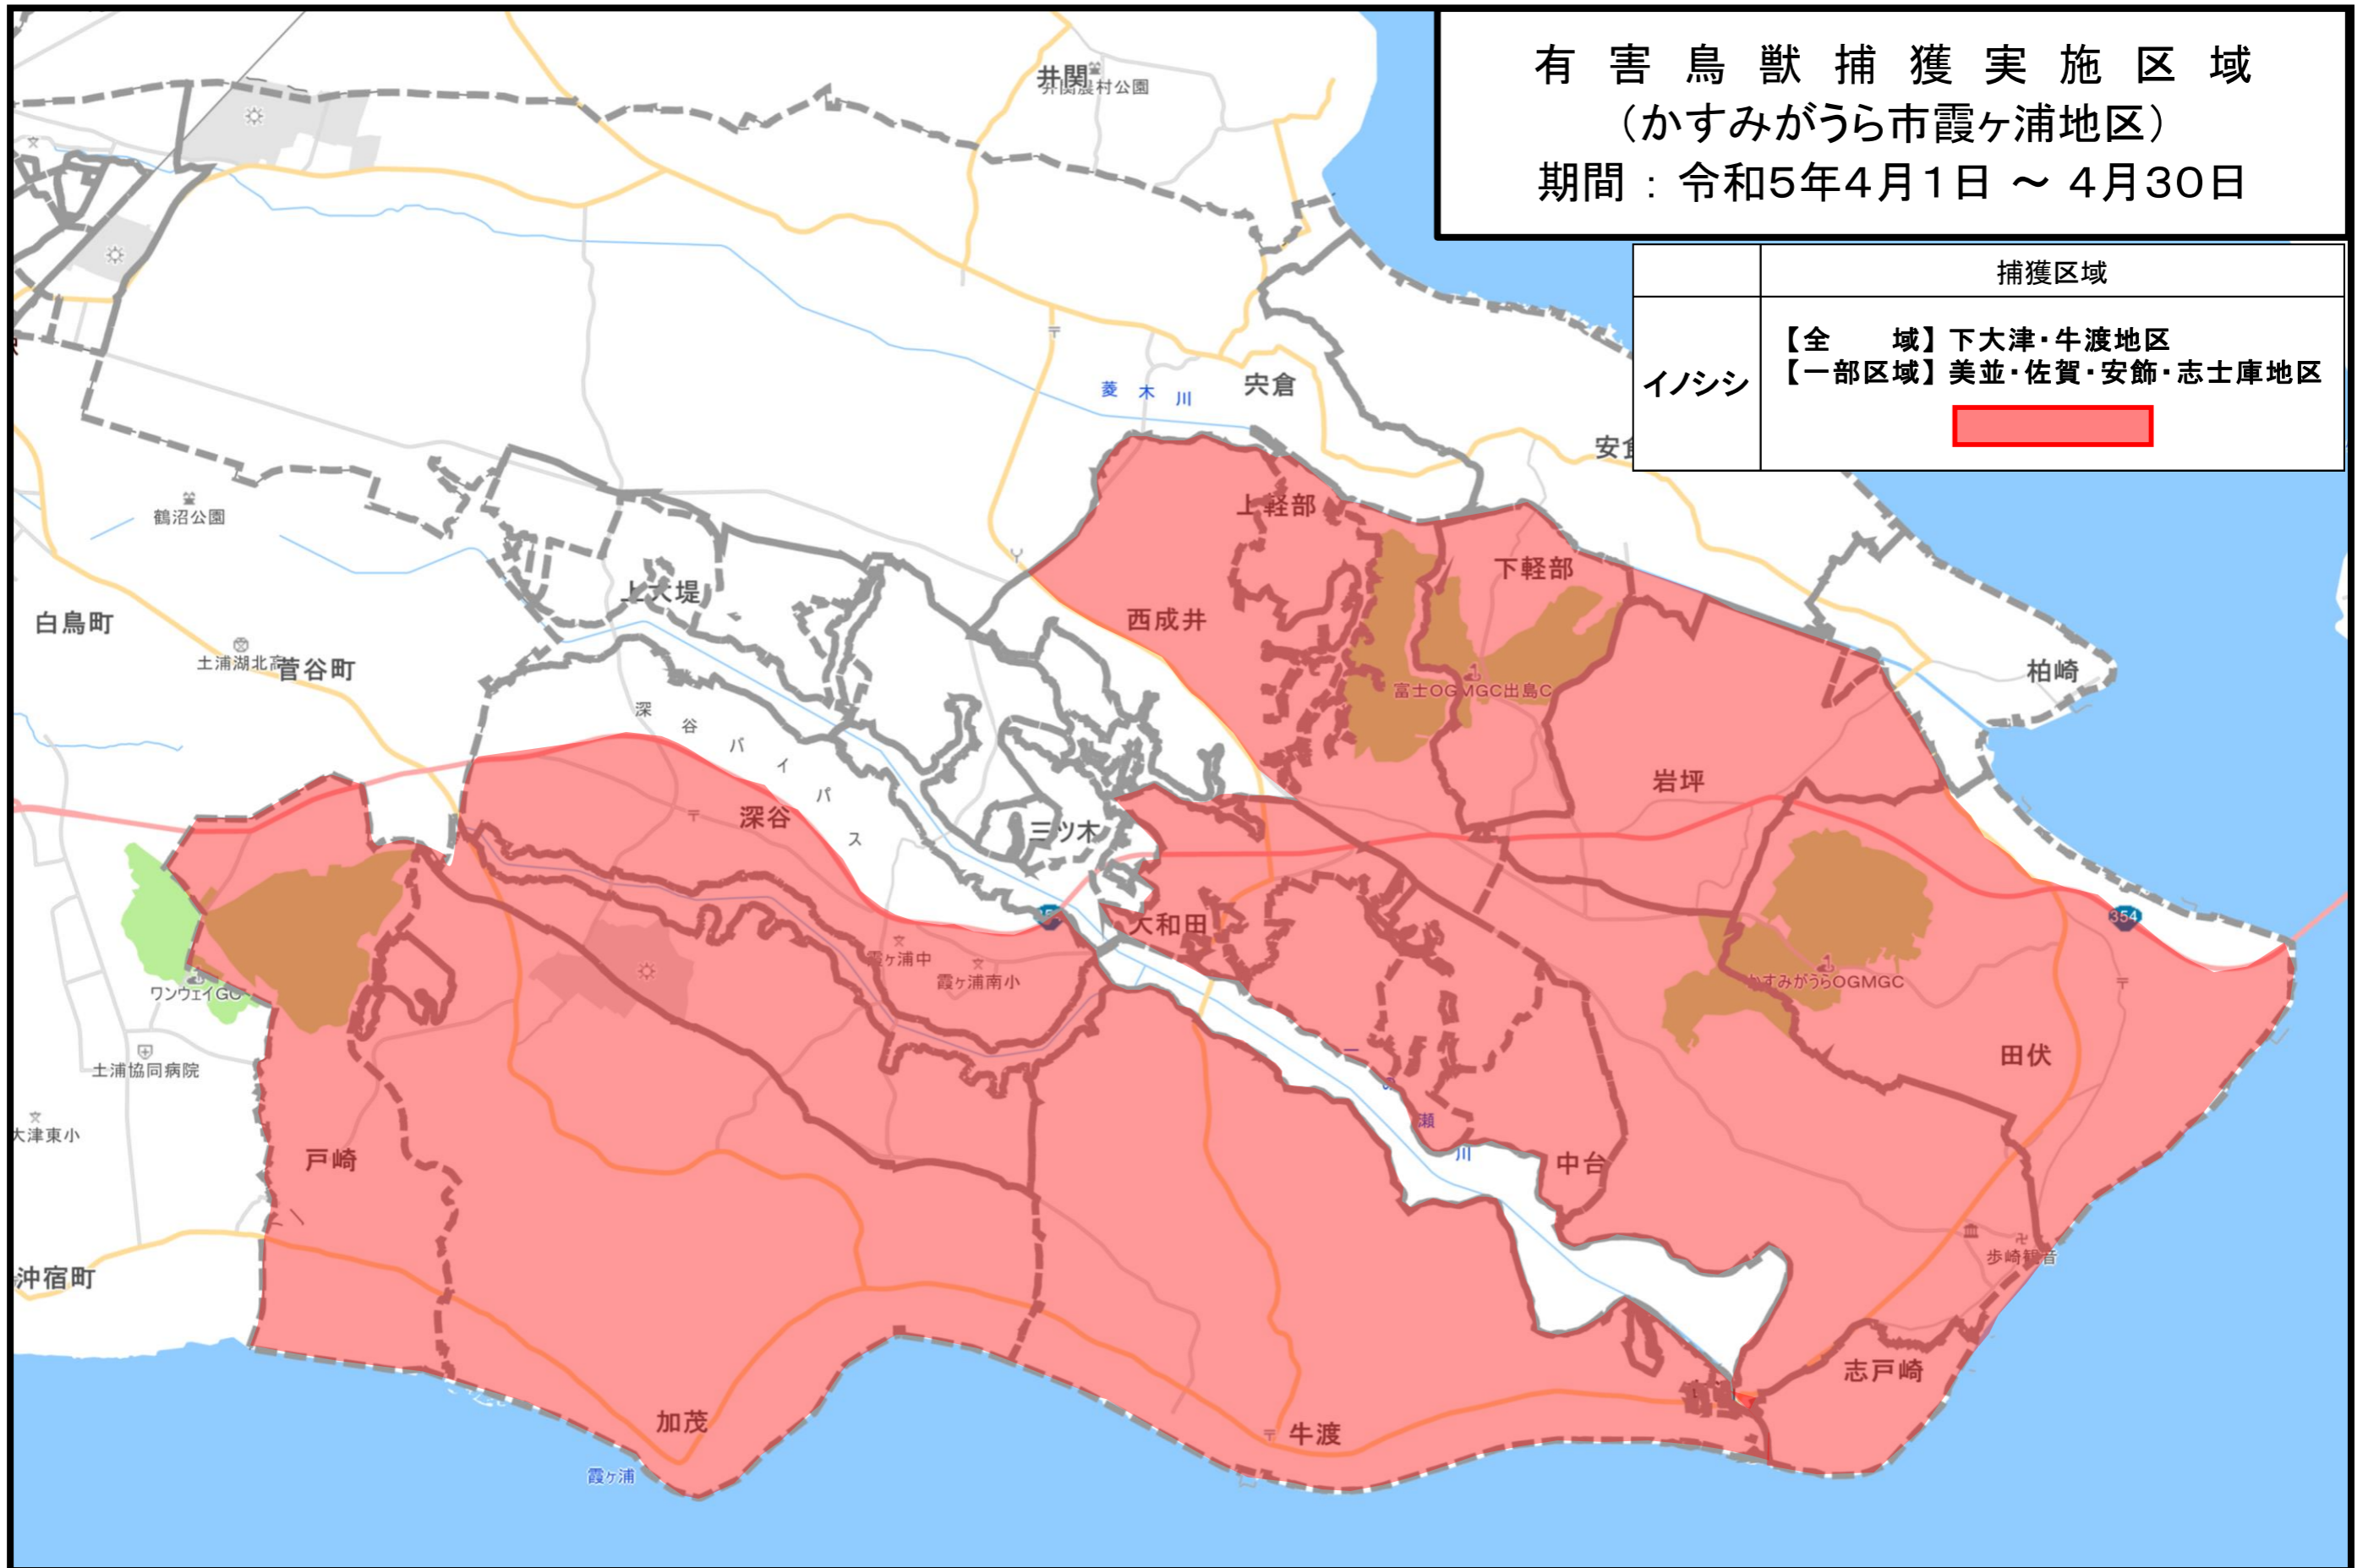 有害鳥獣捕獲実施区域
（かすみがうら市霞ヶ浦地区）
期間：令和5年4月1日 ～ 4月30日
捕獲区域
イノシシ
【全　　域】下大津・牛渡地区
【一部区域】美並・佐賀・安飾・志士庫地区
井関
井関農村公園
菱木川
宍倉
安食
上軽部
下軽部
鶴沼公園
上大堤
西成井
白鳥町
土浦湖北高
菅谷町
柏崎
富士OGMGC出島C
深谷バイパス
岩坪
深谷
三ツ木
354
大和田
霞ヶ浦中
霞ヶ浦南小
かすみがうらOGMGC
ワンウェイGC
田伏
土浦協同病院
一の瀬川
大津東小
戸崎
中台
歩崎観音
沖宿町
志戸崎
加茂
牛渡
霞ヶ浦